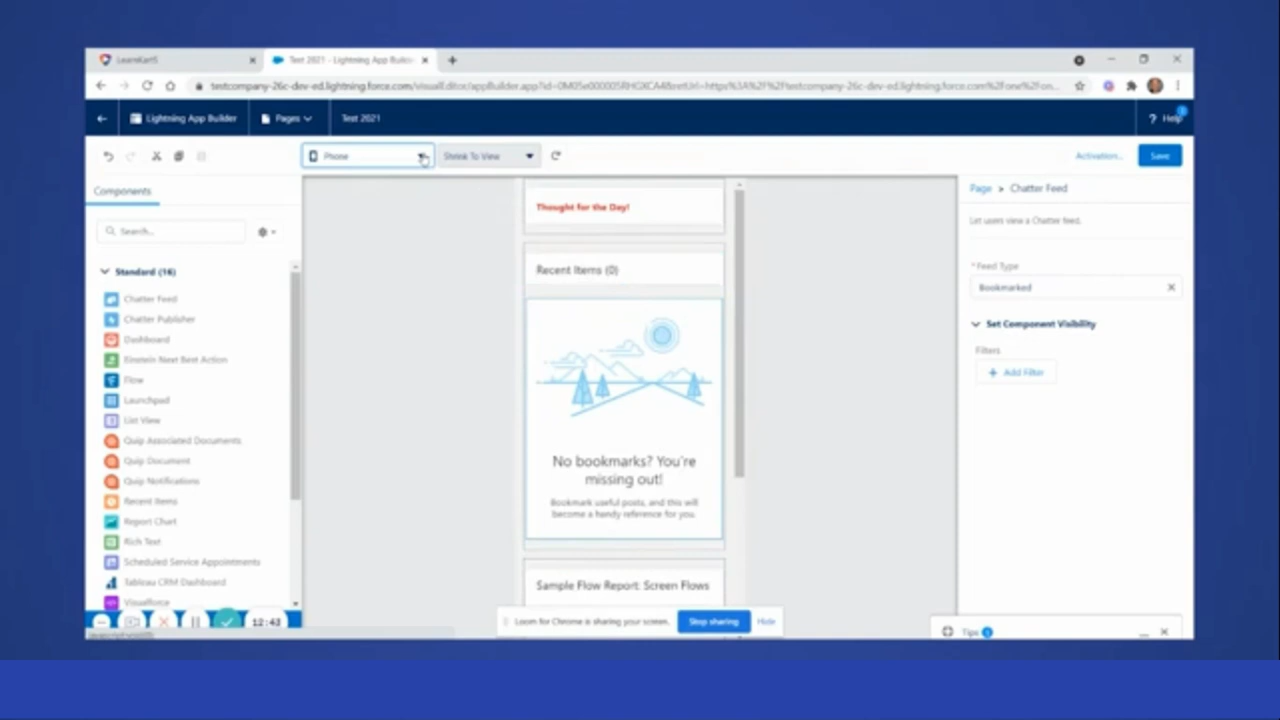 LearnKarts
Test 2021 - Lightning App Builde
Lightning App Builder
Pages
Test 2021
? Help
Phone
Shrink To View
Activation...
Save
Components
Search...
Standard (16)
Chatter Feed
Chatter Publisher
Dashboard
Einstein Next Best Action
Flow
Launchpad
List View
Quip Associated Documents
Quip Document
Quip Notifications
Recent Items
Report Chart
Rich Text
Scheduled Service Appointments
Tableau CRM Dashboard
Visualforce
12:43
Thought for the Day!
Recent Items (0)
No bookmarks? You're
missing out!
Bookmark useful posts, and this will
become a handy reference for you.
Sample Flow Report: Screen Flows
Loom for Chrome is sharing your screen.
Stop sharing
Hide
Page > Chatter Feed
Let users view a Chatter feed.
*Feed Type
Bookmarked
Set Component Visibility
Filters
+ Add Filter
Tips